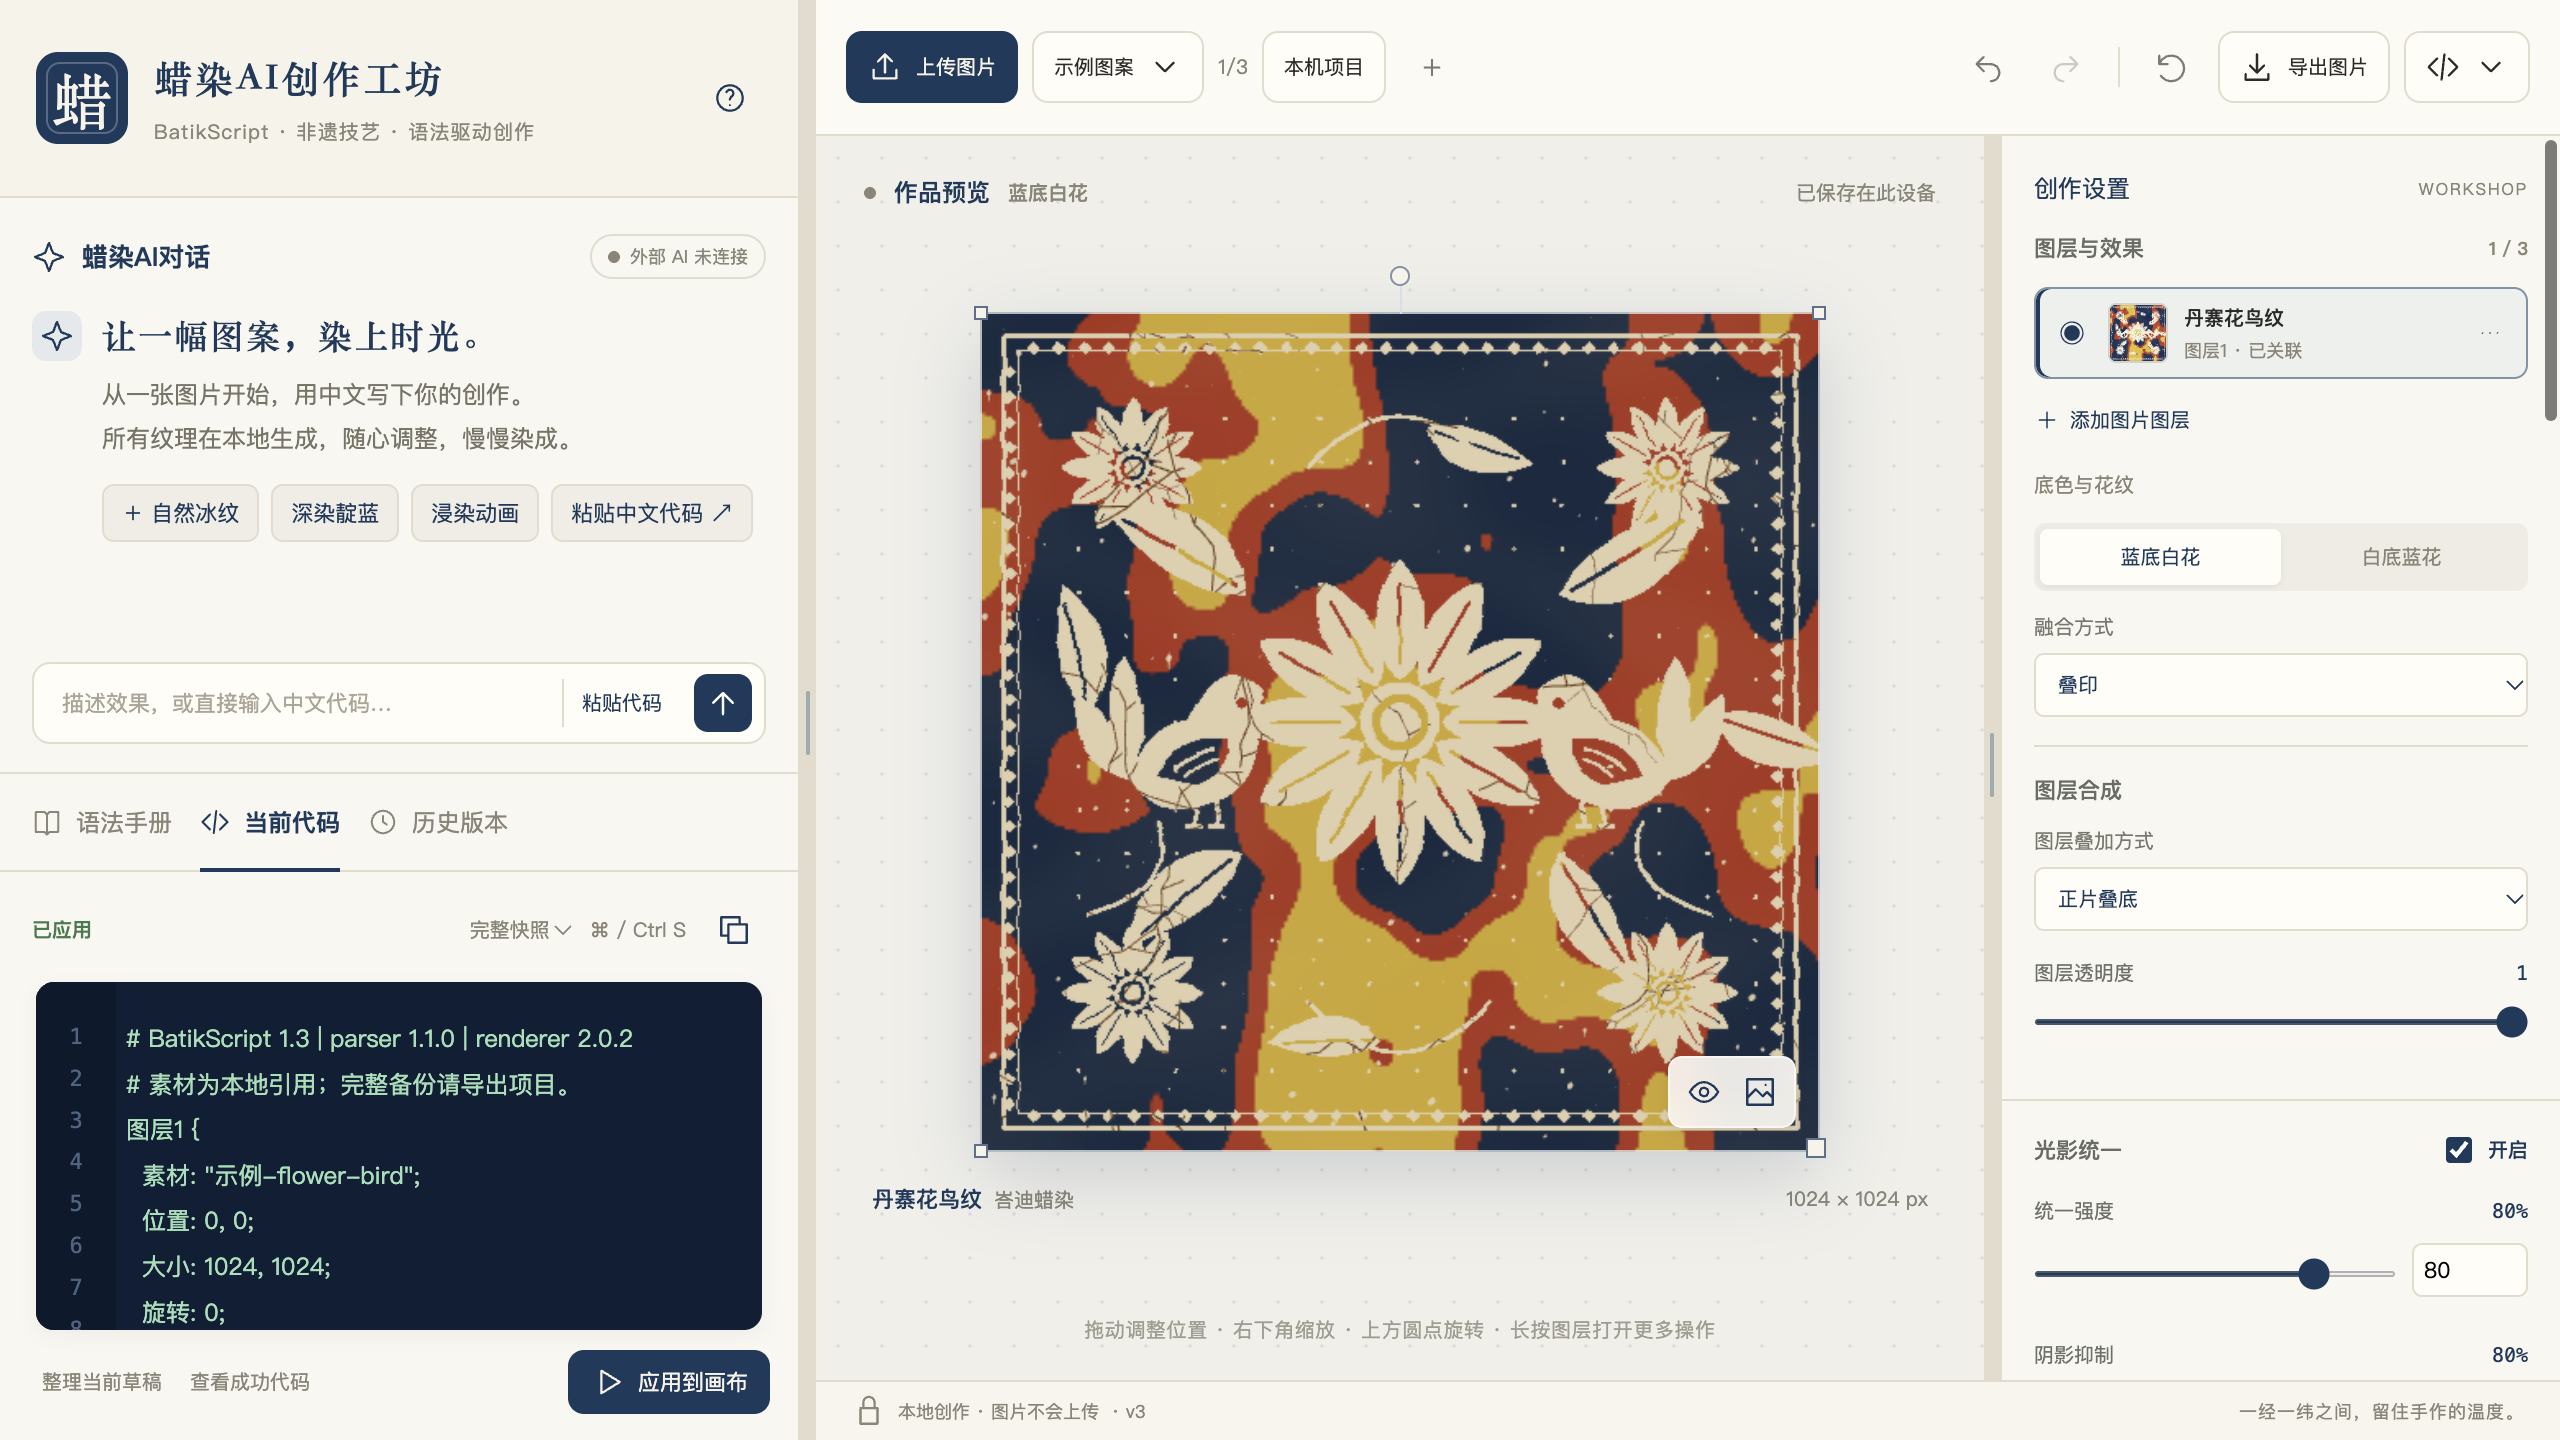 蜡
蜡染AI创作工坊
BatikScript · 非遗技艺 · 语法驱动创作
蜡染AI对话
外部 AI 未连接
让一幅图案，染上时光。
从一张图片开始，用中文写下你的创作。
所有纹理在本地生成，随心调整，慢慢染成。
+ 自然冰纹
深染靛蓝
浸染动画
粘贴中文代码 ↗
描述效果，或直接输入中文代码...
粘贴代码
语法手册
当前代码
历史版本
已应用
完整快照
⌘ / Ctrl S
1 # BatikScript 1.3 | parser 1.1.0 | renderer 2.0.2
2 # 素材为本地引用；完整备份请导出项目。
3 图层1 {
4 素材: "示例-flower-bird";
5 位置: 0, 0;
6 大小: 1024, 1024;
7 旋转: 0;
8
整理当前草稿
查看成功代码
应用到画布
上传图片
示例图案
1/3
本机项目
+
导出图片
作品预览
蓝底白花
已保存在此设备
丹寨花鸟纹
峇迪蜡染
1024 × 1024 px
拖动调整位置 · 右下角缩放 · 上方圆点旋转 · 长按图层打开更多操作
本地创作 · 图片不会上传 · v3
一经一纬之间，留住手作的温度。
创作设置
WORKSHOP
图层与效果
1 / 3
丹寨花鸟纹
图层1 · 已关联
...
+ 添加图片图层
底色与花纹
蓝底白花
白底蓝花
融合方式
叠印
图层合成
图层叠加方式
正片叠底
图层透明度
1
光影统一
开启
统一强度
80%
80
阴影抑制
80%